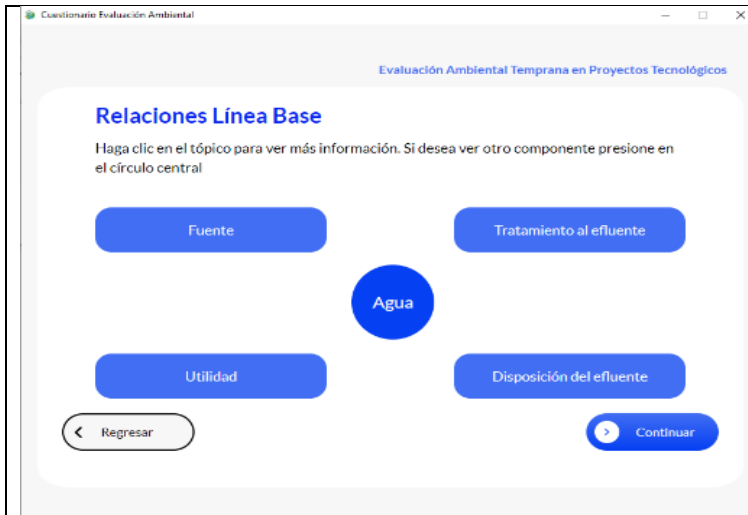 Cuestionario Evaluación Ambiental
Evaluación Ambiental Temprana en Proyectos Tecnológicos
Relaciones Línea Base
Haga clic en el tópico para ver más información. Si desea ver otro componente presione en
el círculo central
Fuente
Tratamiento al efluente
Agua
Utilidad
Disposición del efluente
Regresar
Continuar